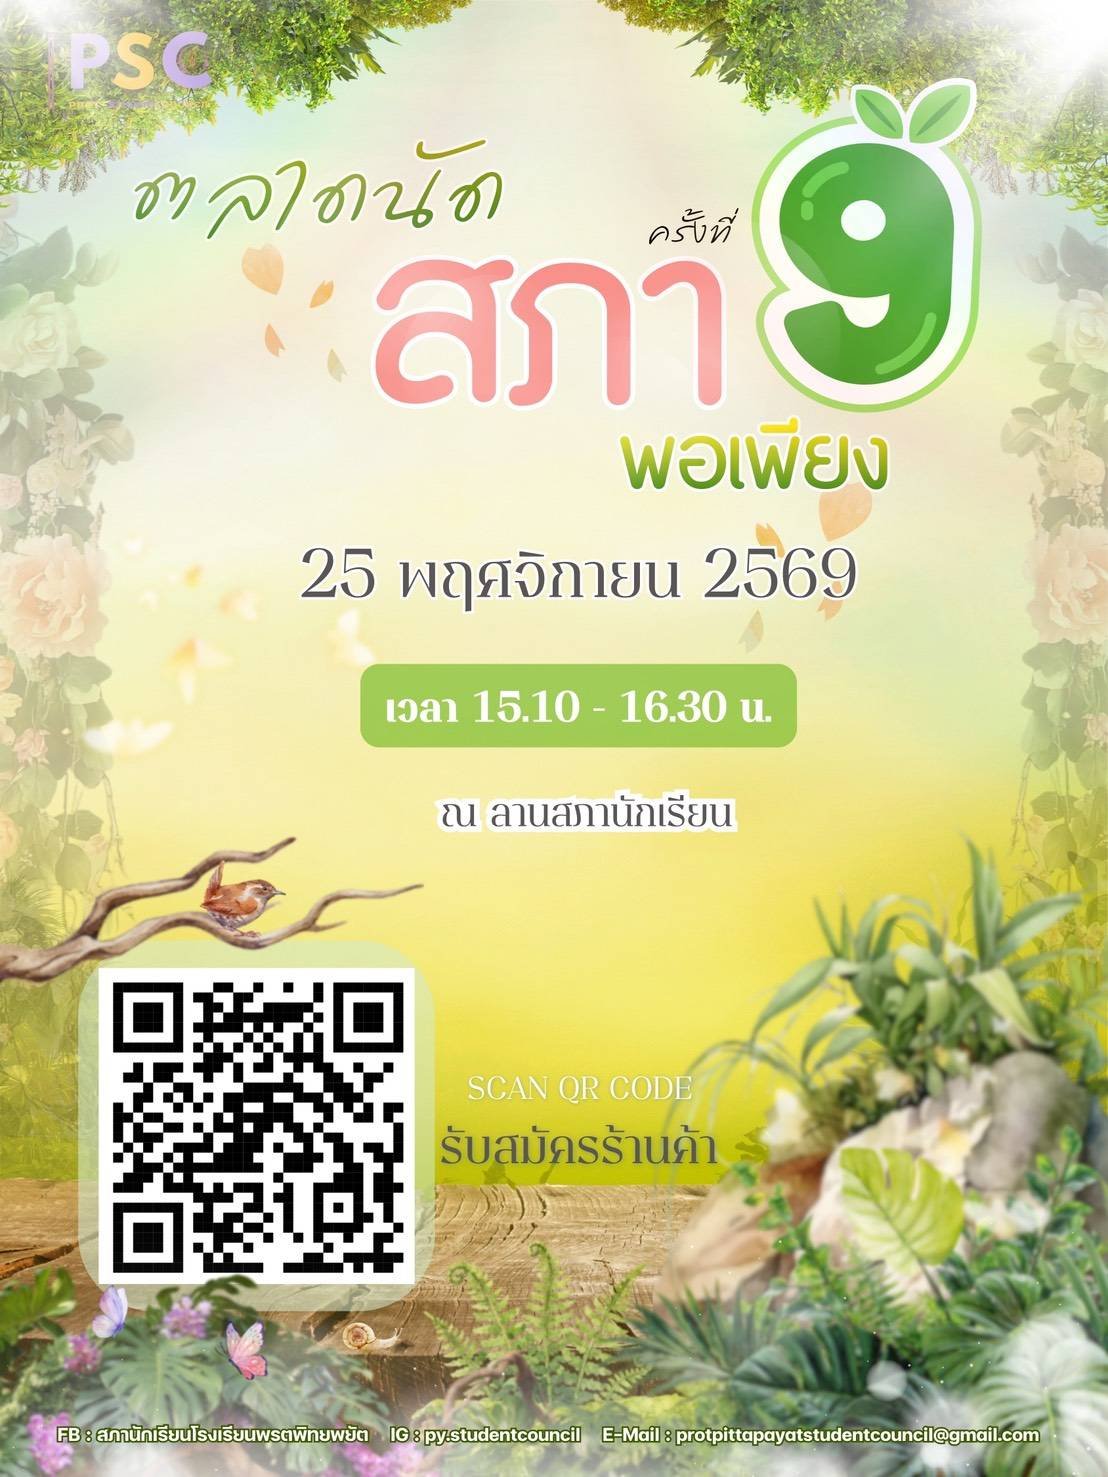 PSC
ตลาดนัด
ครั้งที่
สภา 9
พอเพียง
25 พฤศจิกายน 2569
เวลา 15.10 - 16.30 น.
ณ ลานสภานักเรียน
SCAN QR CODE
รับสมัครร้านค้า
FB : สภานักเรียนโรงเรียนพรตพิทยพยัต IG : py.studentcouncil E-Mail : protpittapayatstudentcouncil@gmail.com